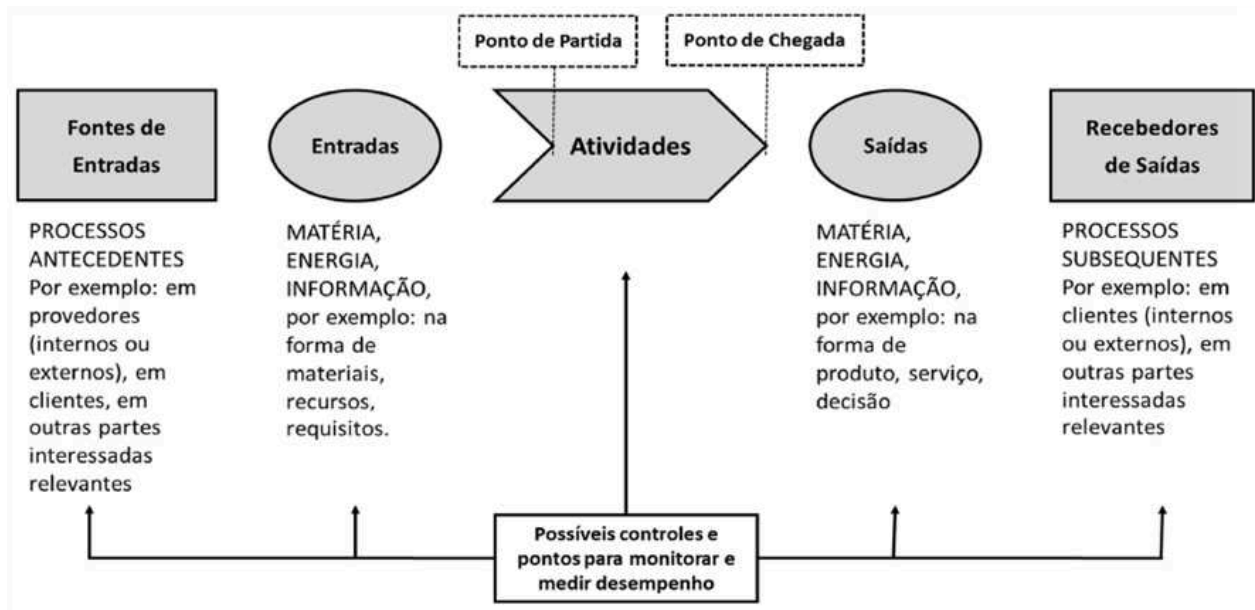 Ponto de Partida
Ponto de Chegada
Fontes de
Entradas
Entradas
Atividades
Saídas
Recebedores
de Saídas
PROCESSOS
ANTECEDENTES
Por exemplo: em
provedores
(internos ou
externos), em
clientes, em
outras partes
interessadas
relevantes
MATÉRIA,
ENERGIA,
INFORMAÇÃO,
por exemplo: na
forma de
materiais,
recursos,
requisitos.
MATÉRIA,
ENERGIA,
INFORMAÇÃO,
por exemplo: na
forma de
produto, serviço,
decisão
PROCESSOS
SUBSEQUENTES
Por exemplo: em
clientes (internos
ou externos), em
outras partes
interessadas
relevantes
Possíveis controles e
pontos para monitorar e
medir desempenho